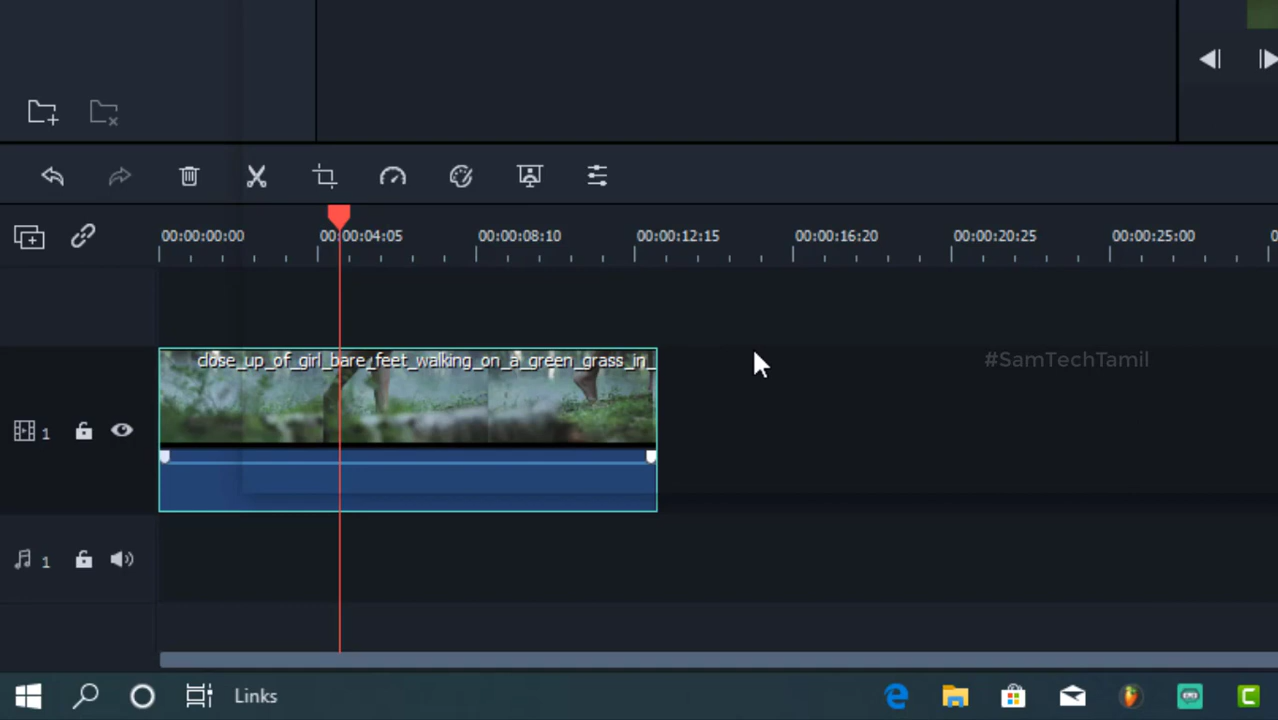 00:00:00:00 00:00:04:05 00:00:08:10 00:00:12:15 00:00:16:20 00:00:20:25 00:00:25:00 0
close_up_of_girl_bare_feet_walking_on_a_green_grass_in_
#SamTechTamil
1
1
Links